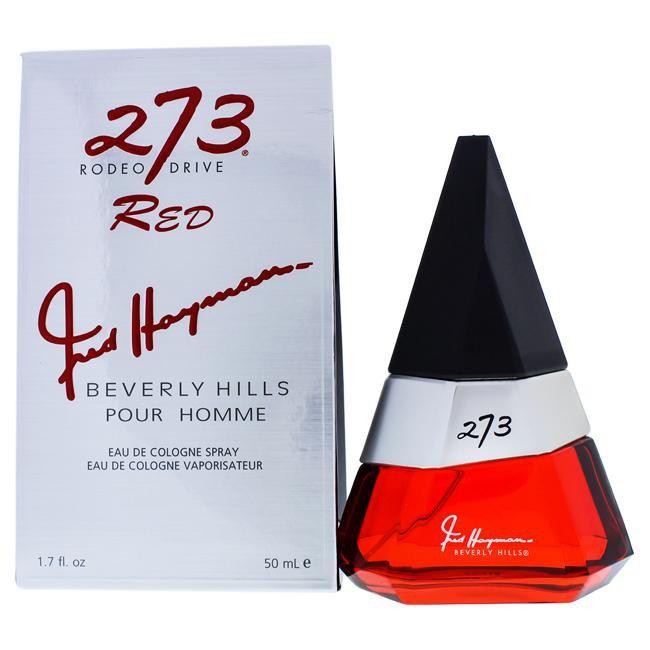 273®
RODEO DRIVE
RED
Fred Hayman
BEVERLY HILLS
POUR HOMME
EAU DE COLOGNE SPRAY
EAU DE COLOGNE VAPORISATEUR
1.7 fl. oz 50 mL e
273
Fred Hayman
BEVERLY HILLS®